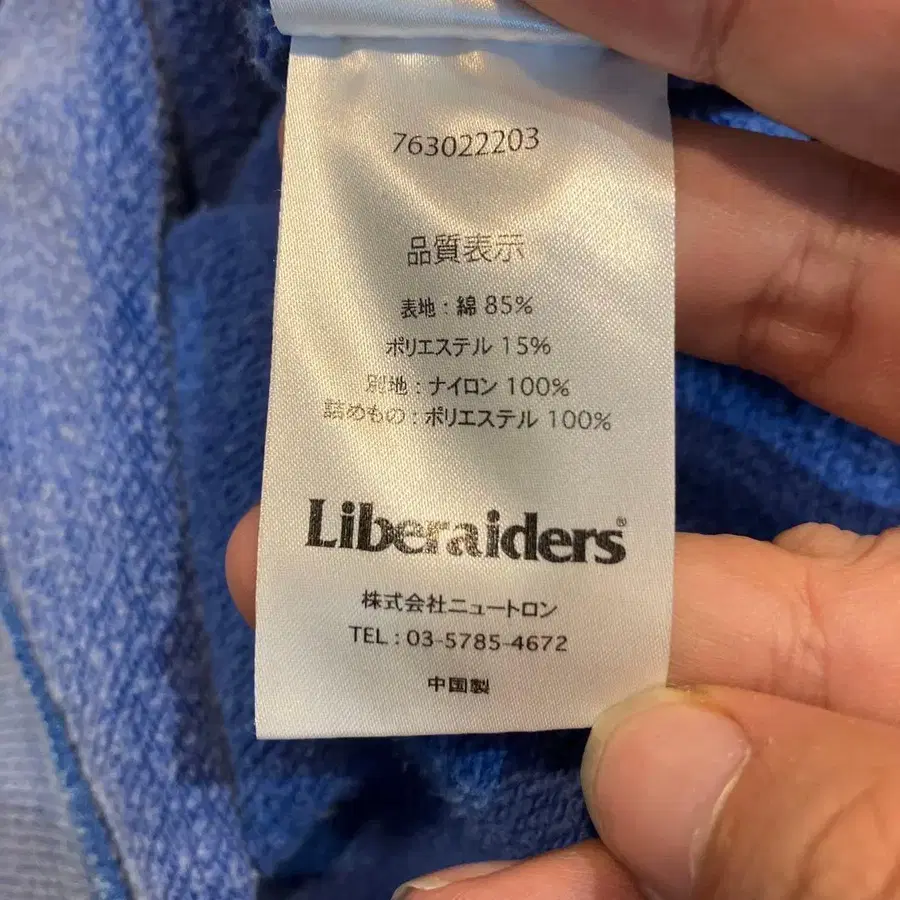 763022203
品質表示
表地 : 綿 85%
ポリエステル 15%
別地 : ナイロン 100%
詰めもの : ポリエステル 100%
Liberaiders®
株式会社ニュートロン
TEL : 03-5785-4672
中国製